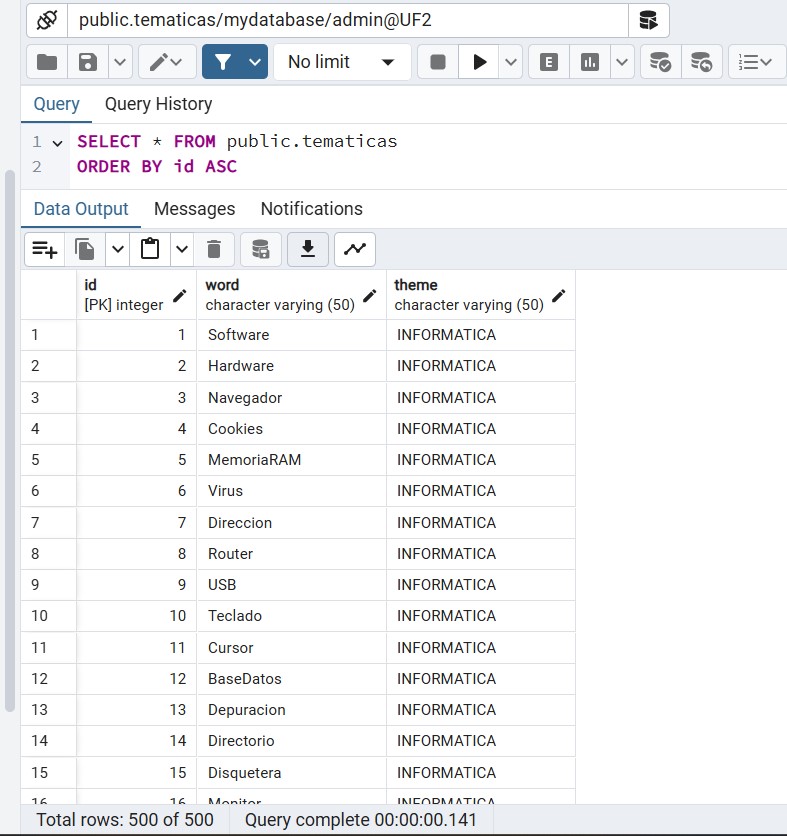 public.tematicas/mydatabase/admin@UF2
No limit
E
Query Query History
1 SELECT * FROM public.tematicas
2 ORDER BY id ASC
Data Output Messages Notifications
id word theme
[PK] integer character varying (50) character varying (50)
1 1 Software INFORMATICA
2 2 Hardware INFORMATICA
3 3 Navegador INFORMATICA
4 4 Cookies INFORMATICA
5 5 MemoriaRAM INFORMATICA
6 6 Virus INFORMATICA
7 7 Direccion INFORMATICA
8 8 Router INFORMATICA
9 9 USB INFORMATICA
10 10 Teclado INFORMATICA
11 11 Cursor INFORMATICA
12 12 BaseDatos INFORMATICA
13 13 Depuracion INFORMATICA
14 14 Directorio INFORMATICA
15 15 Disquetera INFORMATICA
16 16 Monitor INFORMATICA
Total rows: 500 of 500 Query complete 00:00:00.141